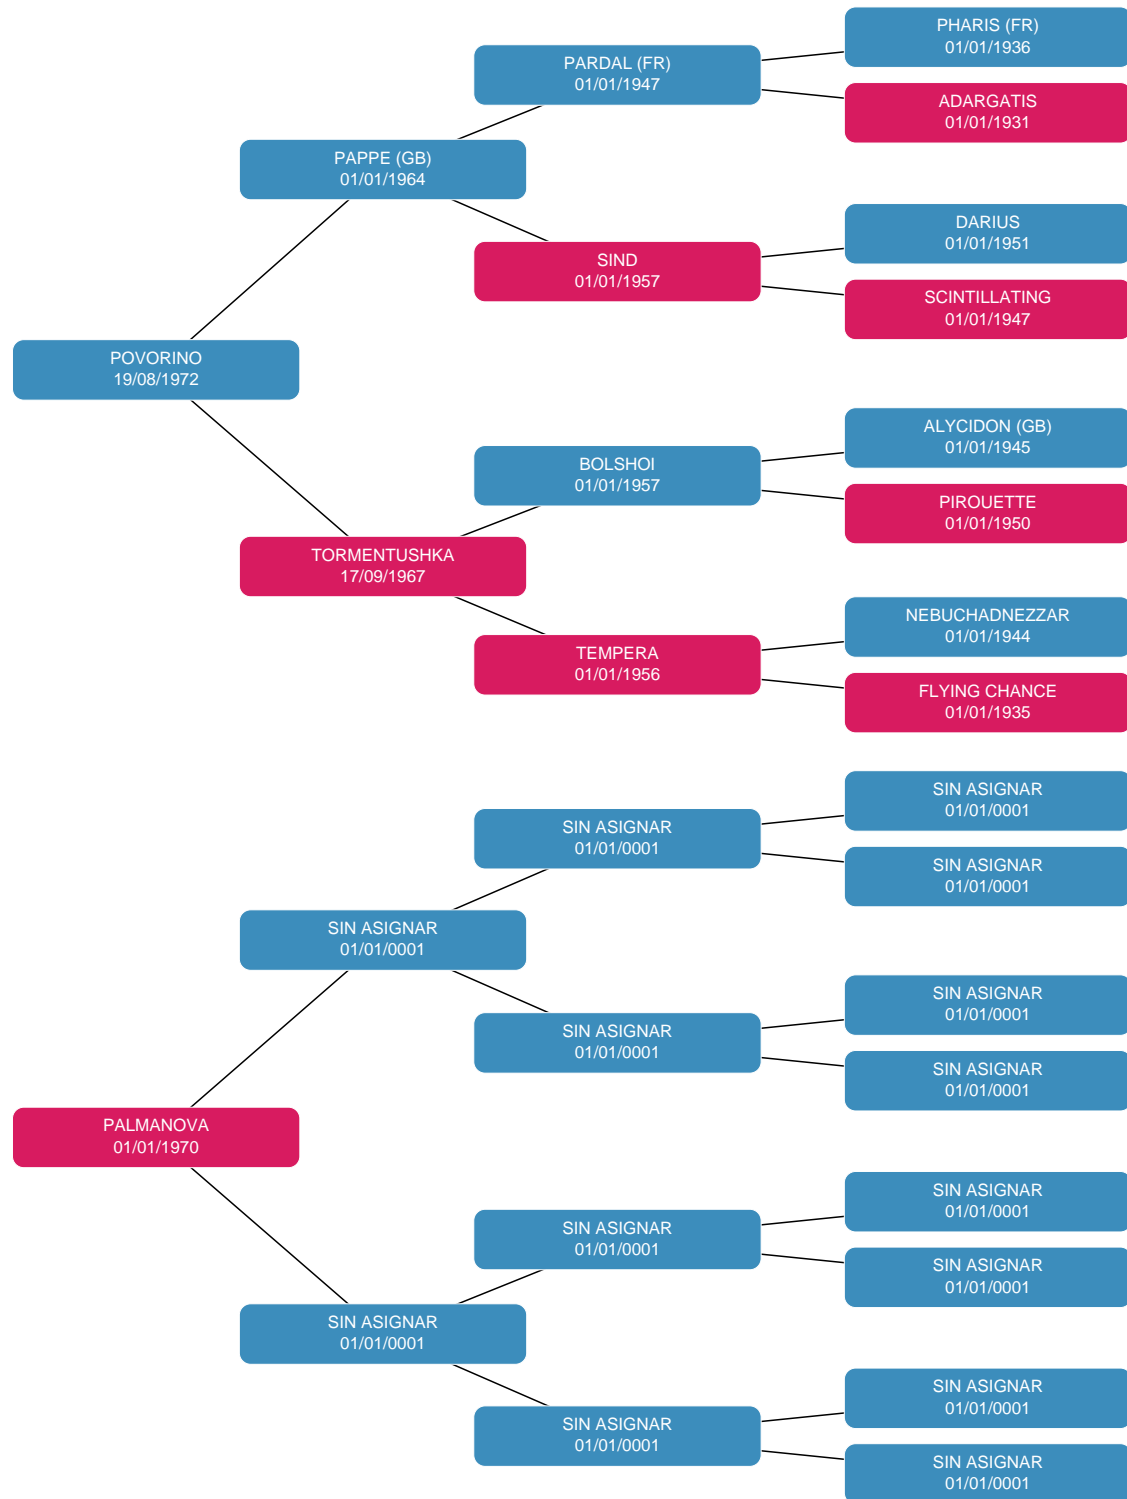 PHARIS (FR)
01/01/1936
PARDAL (FR)
01/01/1947
ADARGATIS
01/01/1931
PAPPE (GB)
01/01/1964
DARIUS
01/01/1951
SIND
01/01/1957
SCINTILLATING
01/01/1947
POVORINO
19/08/1972
ALYCIDON (GB)
01/01/1945
BOLSHOI
01/01/1957
PIROUETTE
01/01/1950
TORMENTUSHKA
17/09/1967
NEBUCHADNEZZAR
01/01/1944
TEMPERA
01/01/1956
FLYING CHANCE
01/01/1935
SIN ASIGNAR
01/01/0001
SIN ASIGNAR
01/01/0001
SIN ASIGNAR
01/01/0001
SIN ASIGNAR
01/01/0001
SIN ASIGNAR
01/01/0001
SIN ASIGNAR
01/01/0001
SIN ASIGNAR
01/01/0001
PALMANOVA
01/01/1970
SIN ASIGNAR
01/01/0001
SIN ASIGNAR
01/01/0001
SIN ASIGNAR
01/01/0001
SIN ASIGNAR
01/01/0001
SIN ASIGNAR
01/01/0001
SIN ASIGNAR
01/01/0001
SIN ASIGNAR
01/01/0001